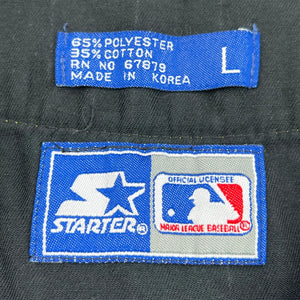 65% POLYESTER
35% COTTON
RN NO 67879
MADE IN KOREA
L
STARTER®
OFFICIAL LICENSEE
MAJOR LEAGUE BASEBALL